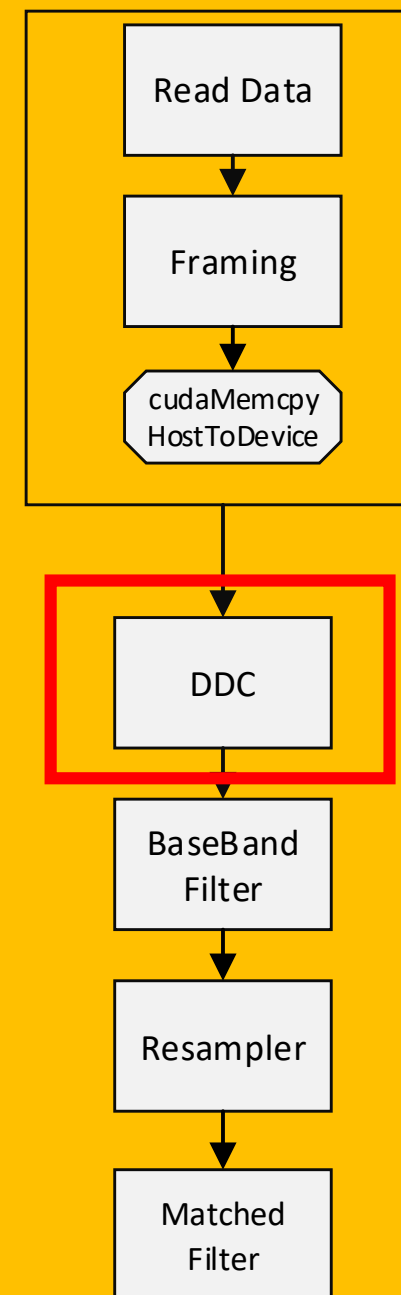 Read Data
Framing
cudaMemcpy
HostToDevice
DDC
BaseBand
Filter
Resampler
Matched
Filter